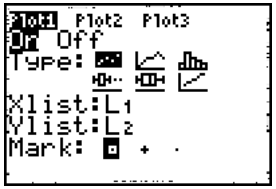 Plot1 Plot2 Plot3
On Off
Type:
Xlist:L1
Ylist:L2
Mark: + ·